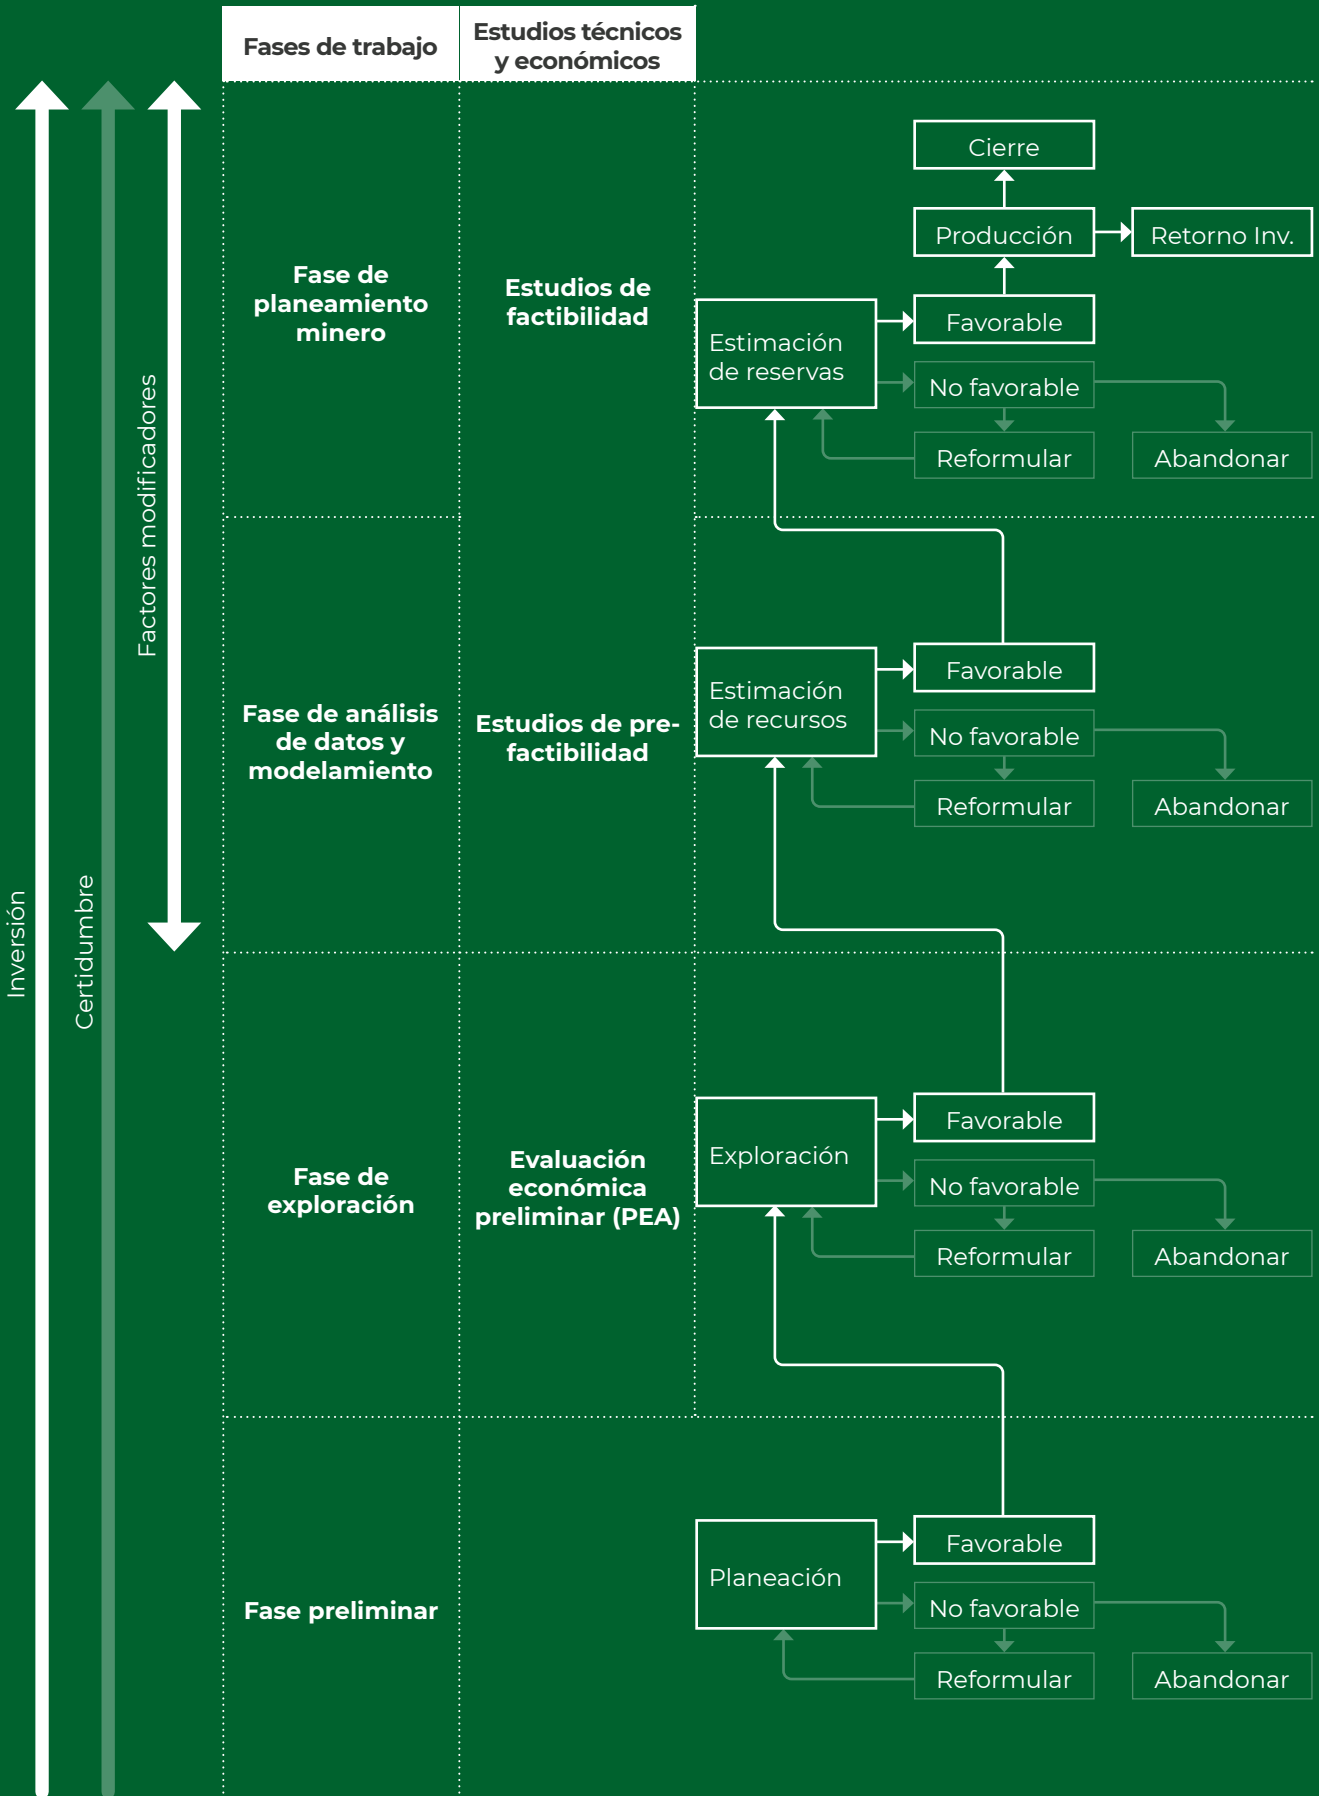 Fases de trabajo
Estudios técnicos
y económicos
Inversión
Certidumbre
Factores modificadores
Fase de
planeamiento
minero
Estudios de
factibilidad
Cierre
Producción
Retorno Inv.
Estimación
de reservas
Favorable
No favorable
Reformular
Abandonar
Fase de análisis
de datos y
modelamiento
Estudios de pre-
factibilidad
Estimación
de recursos
Favorable
No favorable
Reformular
Abandonar
Fase de
exploración
Evaluación
económica
preliminar (PEA)
Exploración
Favorable
No favorable
Reformular
Abandonar
Fase preliminar
Planeación
Favorable
No favorable
Reformular
Abandonar